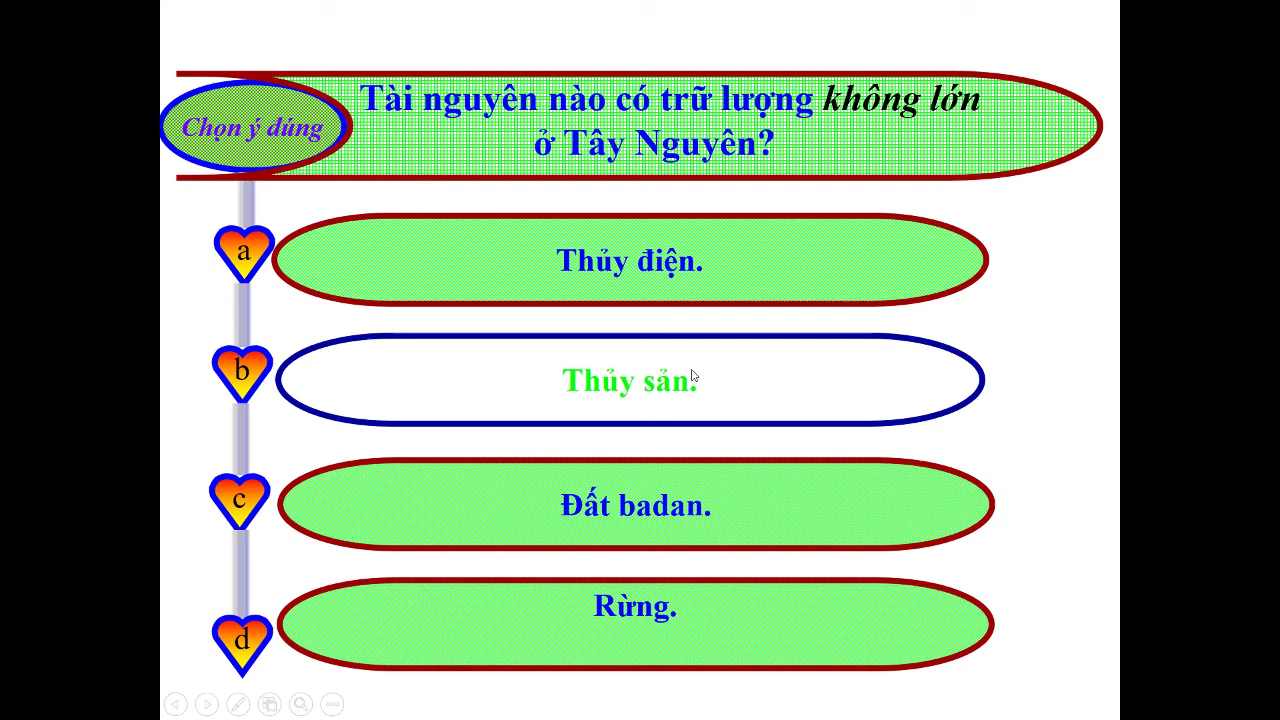 Tài nguyên nào có trữ lượng không lớn
ở Tây Nguyên?
Chọn ý đúng
a
Thủy điện.
b
Thủy sản.
c
Đất badan.
d
Rừng.